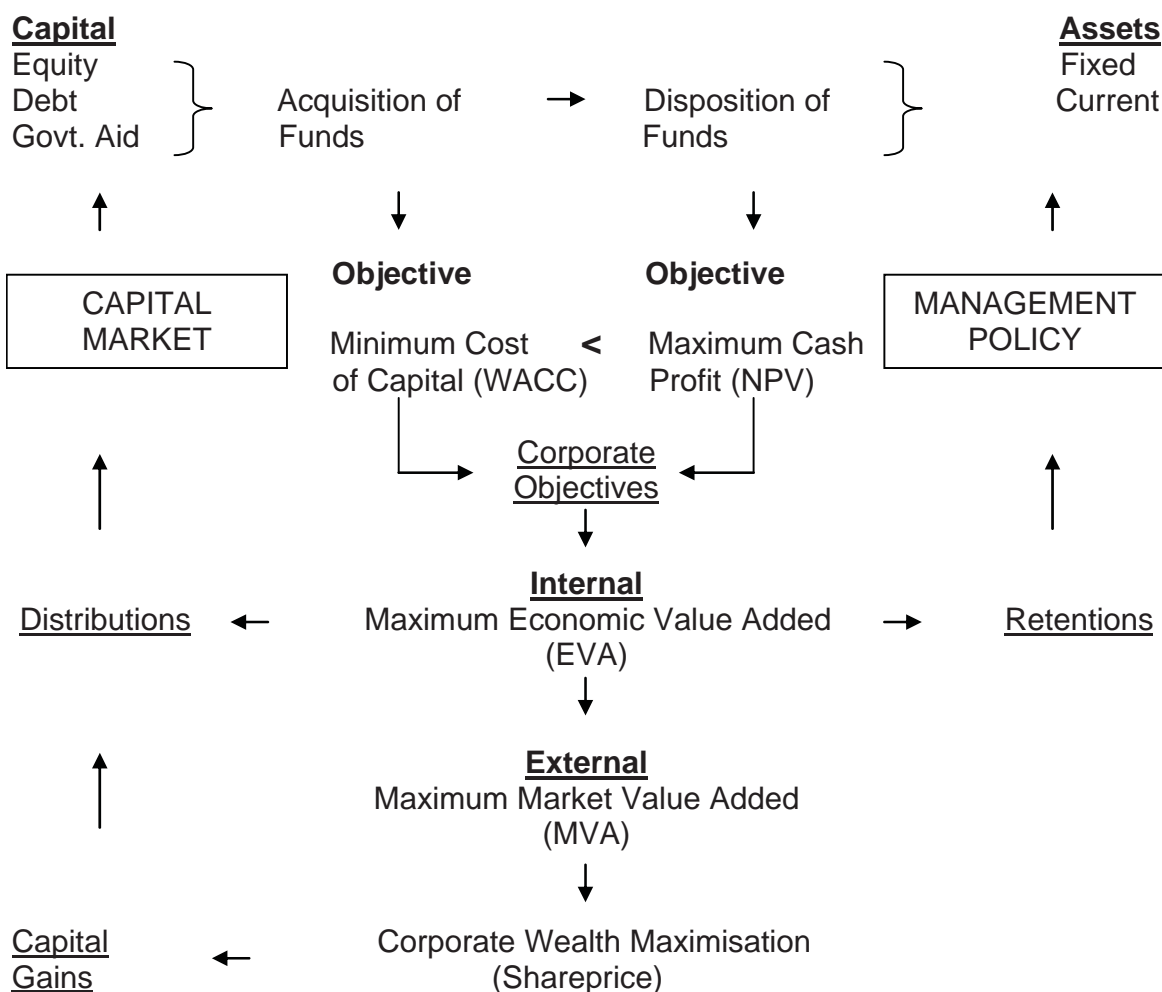 Capital
Equity
Debt
Govt. Aid
Acquisition of
Funds
Disposition of
Funds
Assets
Fixed
Current
CAPITAL
MARKET
Objective
Minimum Cost
of Capital (WACC)
<
Objective
Maximum Cash
Profit (NPV)
MANAGEMENT
POLICY
Corporate
Objectives
Distributions
Internal
Maximum Economic Value Added
(EVA)
Retentions
External
Maximum Market Value Added
(MVA)
Capital
Gains
Corporate Wealth Maximisation
(Shareprice)